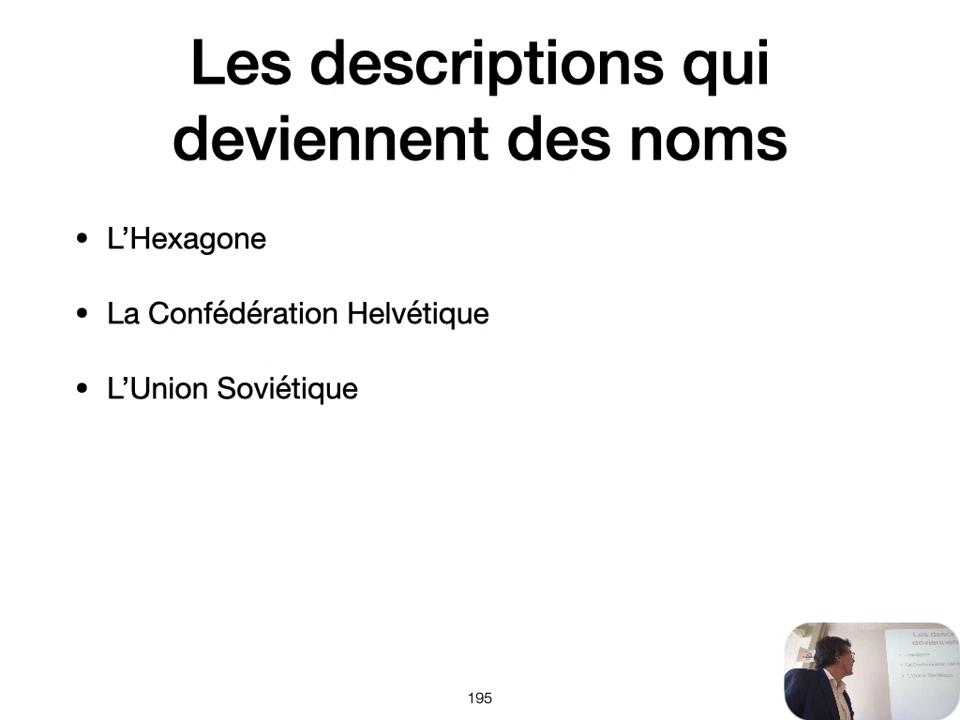 Les descriptions qui
deviennent des noms
• L’Hexagone
• La Confédération Helvétique
• L’Union Soviétique
195